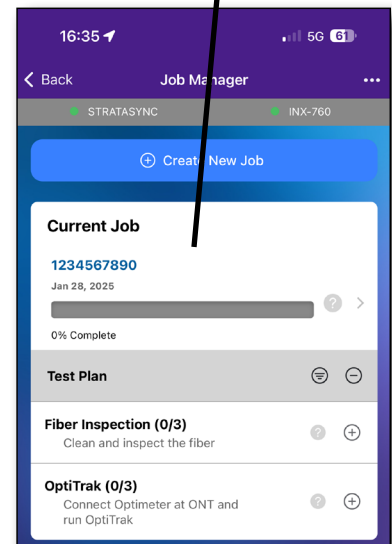 16:35 5G 61
Back Job Manager
STRATASYNC INX-760
Create New Job
Current Job
1234567890
Jan 28, 2025
?
0% Complete
Test Plan
Fiber Inspection (0/3)
Clean and inspect the fiber
?
OptiTrak (0/3)
Connect Optimeter at ONT and
run OptiTrak
?